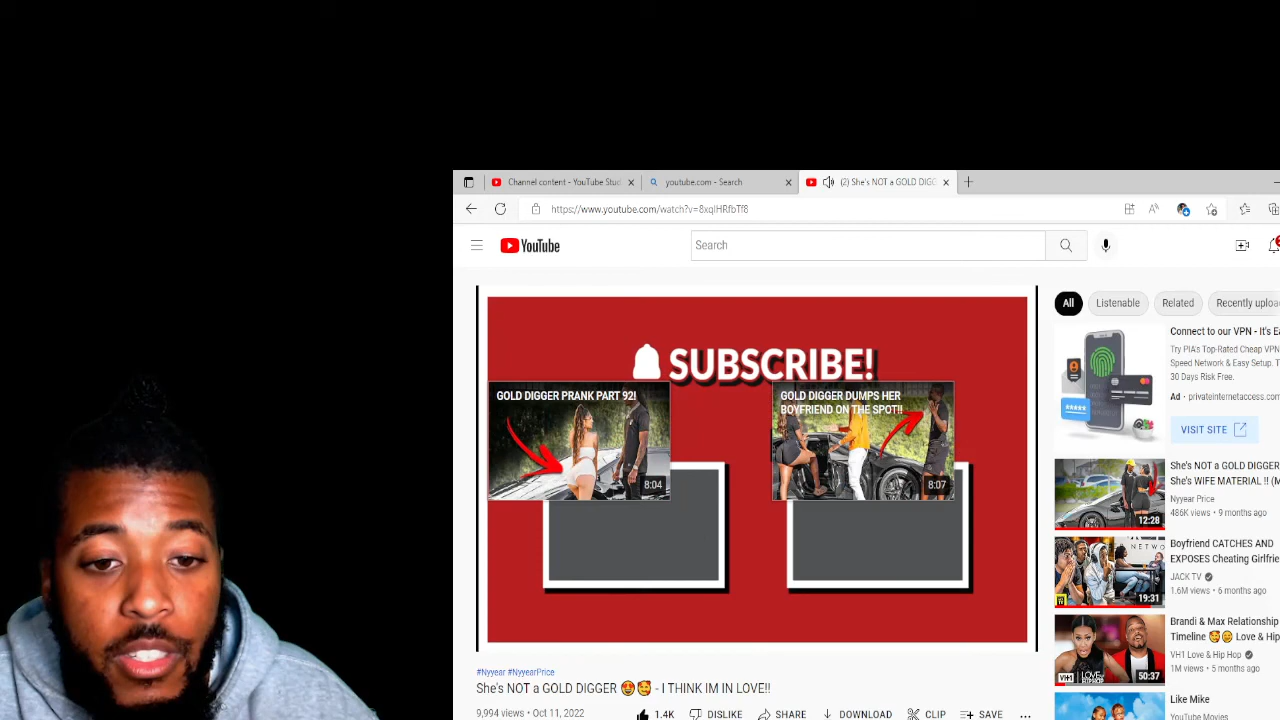 Channel content - YouTube Stud
youtube.com - Search
(2) She's NOT a GOLD DIGG
https://www.youtube.com/watch?v=8xqlHRfbTf8
YouTube
Search
All
Listenable
Related
Recently uploa
SUBSCRIBE!
GOLD DIGGER PRANK PART 92!
8:04
GOLD DIGGER DUMPS HER
BOYFRIEND ON THE SPOT!!
8:07
Connect to our VPN - It's Ea
Try PIA's Top-Rated Cheap VPN
Speed Network & Easy Setup. T
30 Days Risk Free.
Ad • privateinternetaccess.com
VISIT SITE
She's NOT a GOLD DIGGER
She's WIFE MATERIAL !! (M
Nyyear Price
486K views • 9 months ago
12:28
Boyfriend CATCHES AND
EXPOSES Cheating Girlfrie
JACK TV
1.6M views • 6 months ago
19:31
Brandi & Max Relationship
Timeline 🥰😍 Love & Hip
VH1 Love & Hip Hop
1M views • 5 months ago
50:37
Like Mike
YouTube Movies
#Nyyear #NyyearPrice
She's NOT a GOLD DIGGER 😍🥰 - I THINK IM IN LOVE!!
9,994 views • Oct 11, 2022
1.4K
DISLIKE
SHARE
DOWNLOAD
CLIP
SAVE